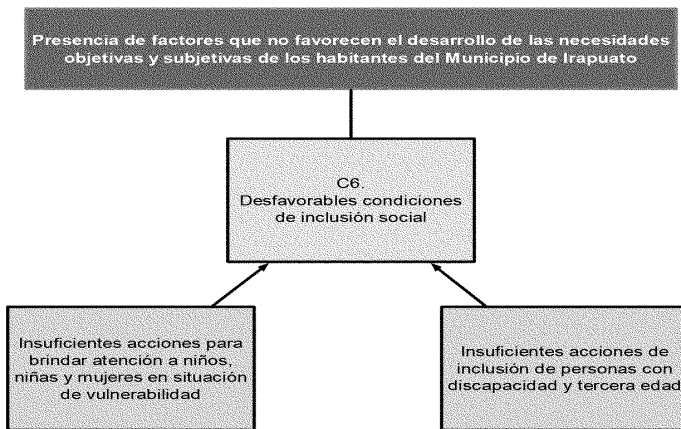 Presencia de factores que no favorecen el desarrollo de las necesidades
objetivas y subjetivas de los habitantes del Municipio de Irapuato
C6.
Desfavorables condiciones
de inclusión social
Insuficientes acciones para
brindar atención a niños,
niñas y mujeres en situación
de vulnerabilidad
Insuficientes acciones de
inclusión de personas con
discapacidad y tercera edad